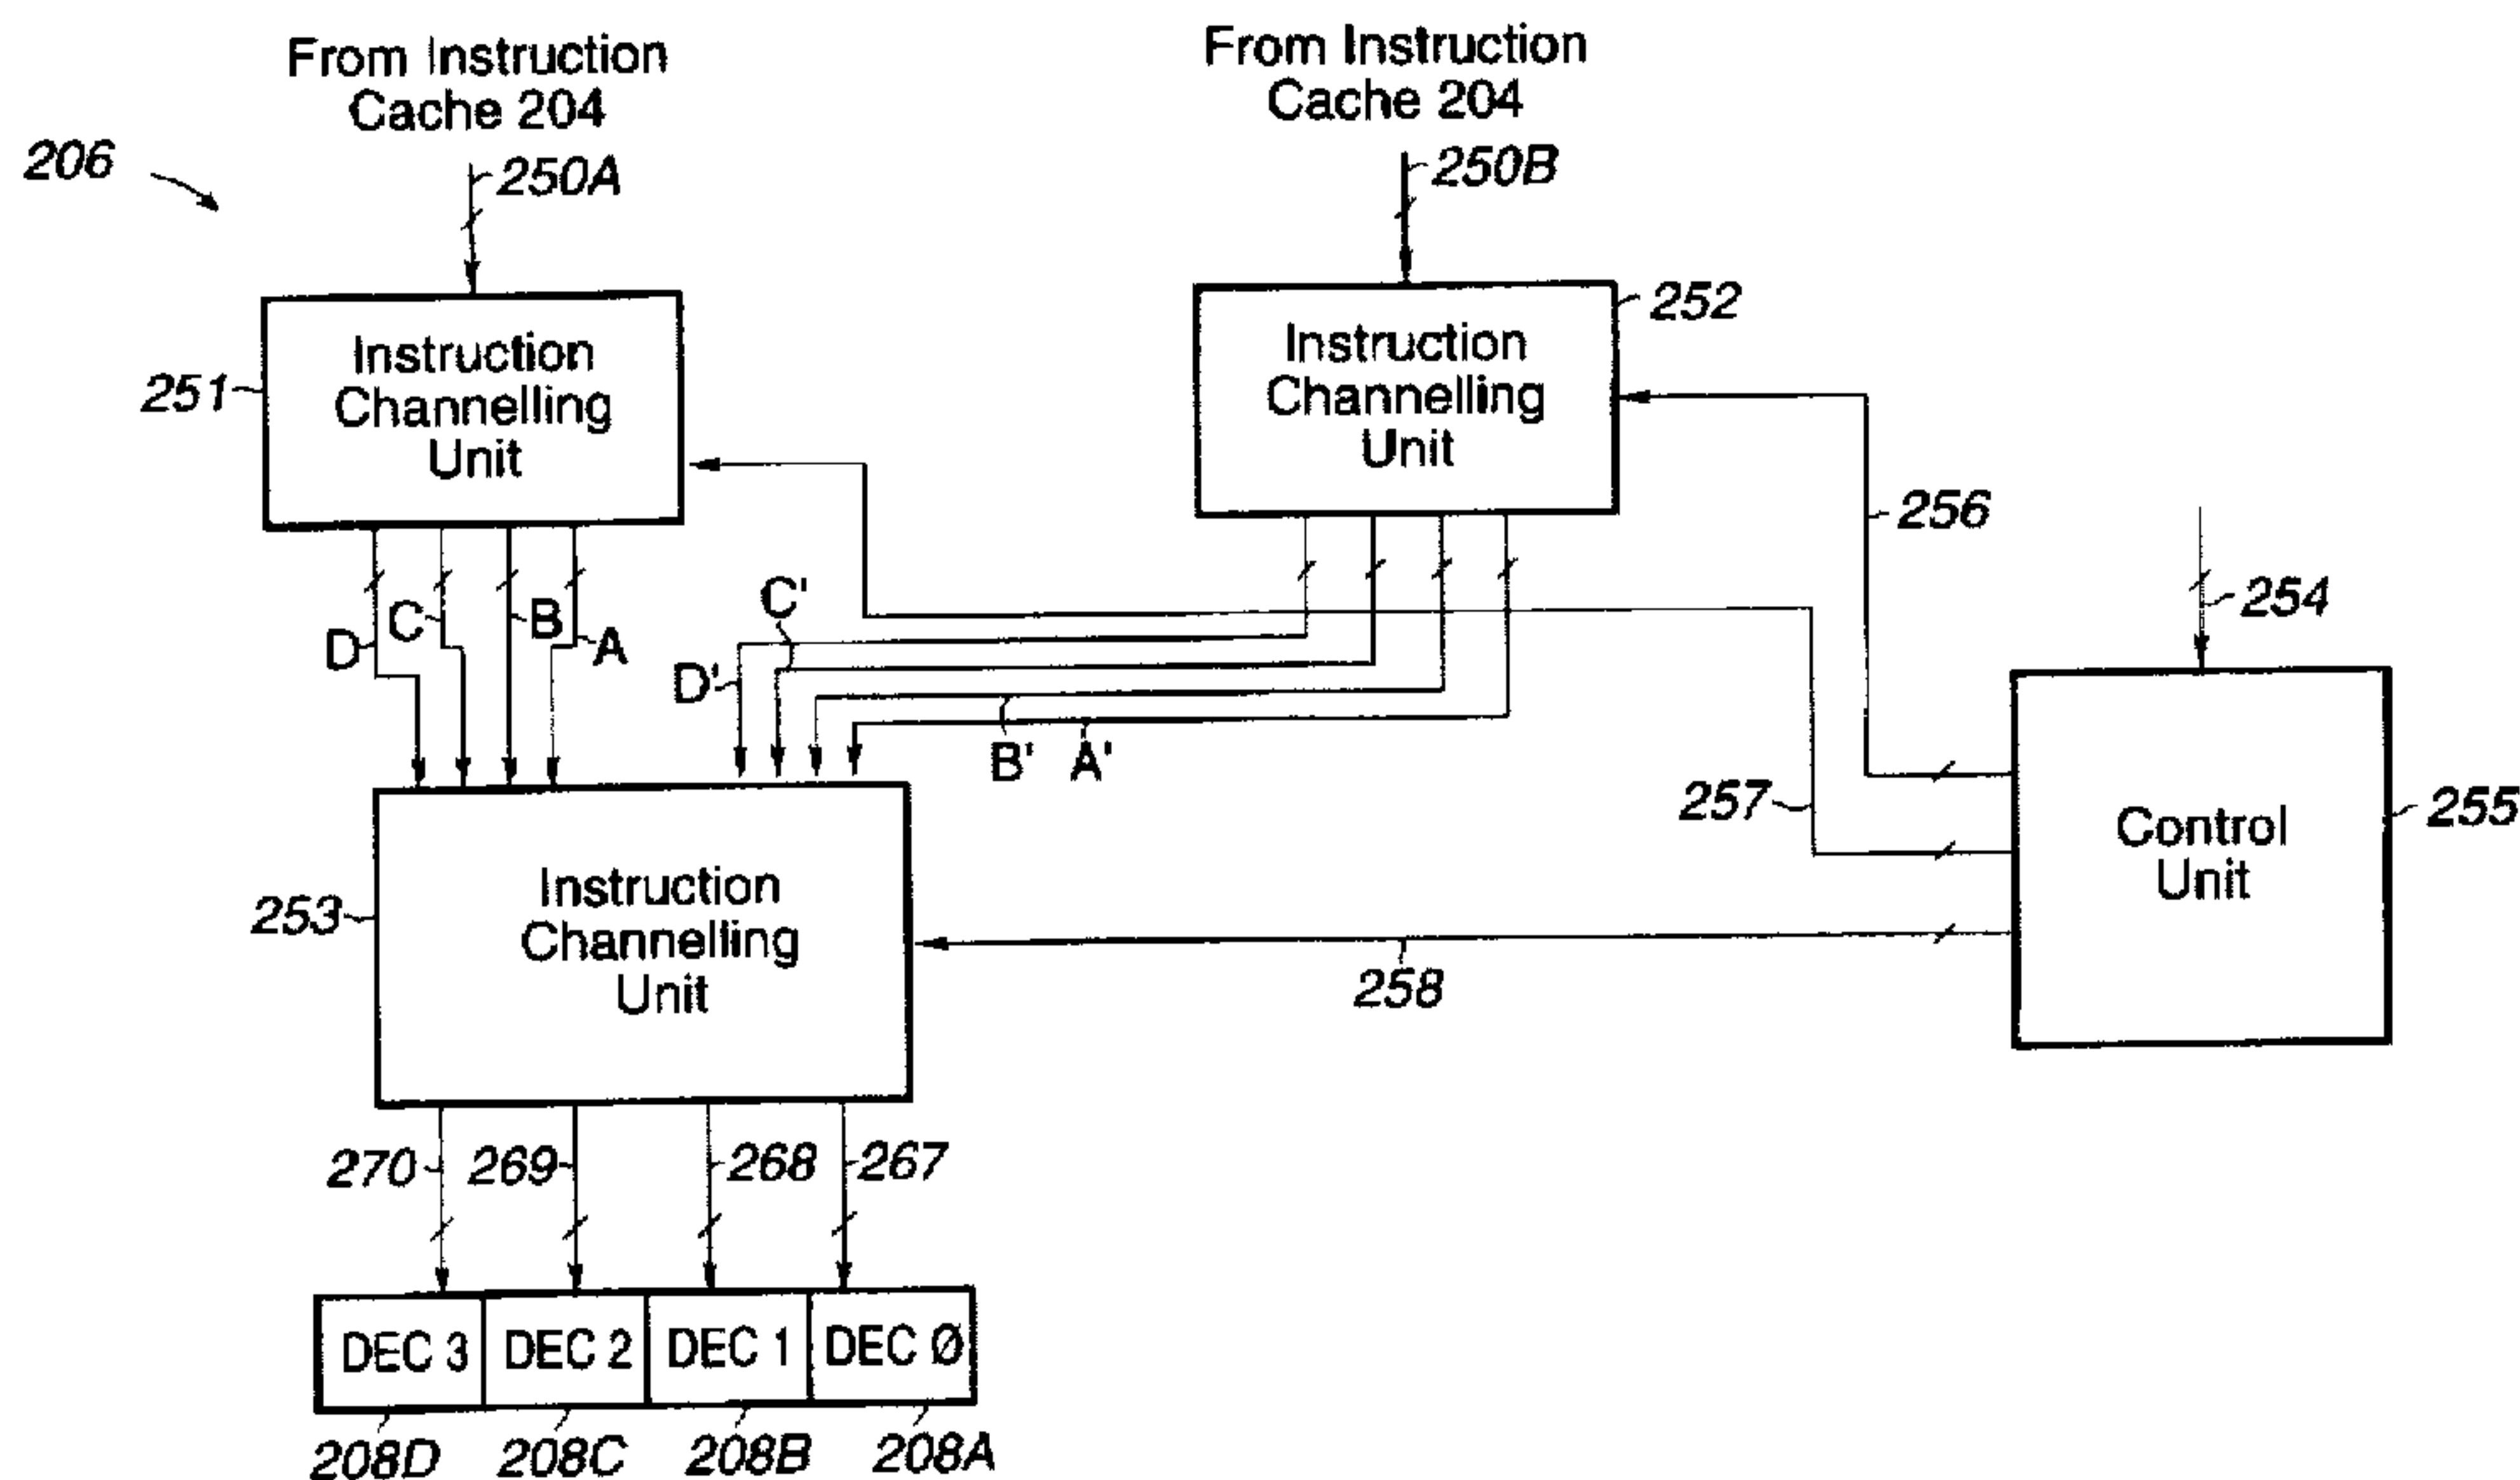 From Instruction
Cache 204
From Instruction
Cache 204
206
250A
250B
251
Instruction
Channelling
Unit
Instruction
Channelling
Unit
252
256
254
D
C
B
A
C'
D'
B'
A'
257
Control
Unit
255
253
Instruction
Channelling
Unit
258
270
269
268
267
DEC 3
DEC 2
DEC 1
DEC Ø
208D
208C
208B
208A